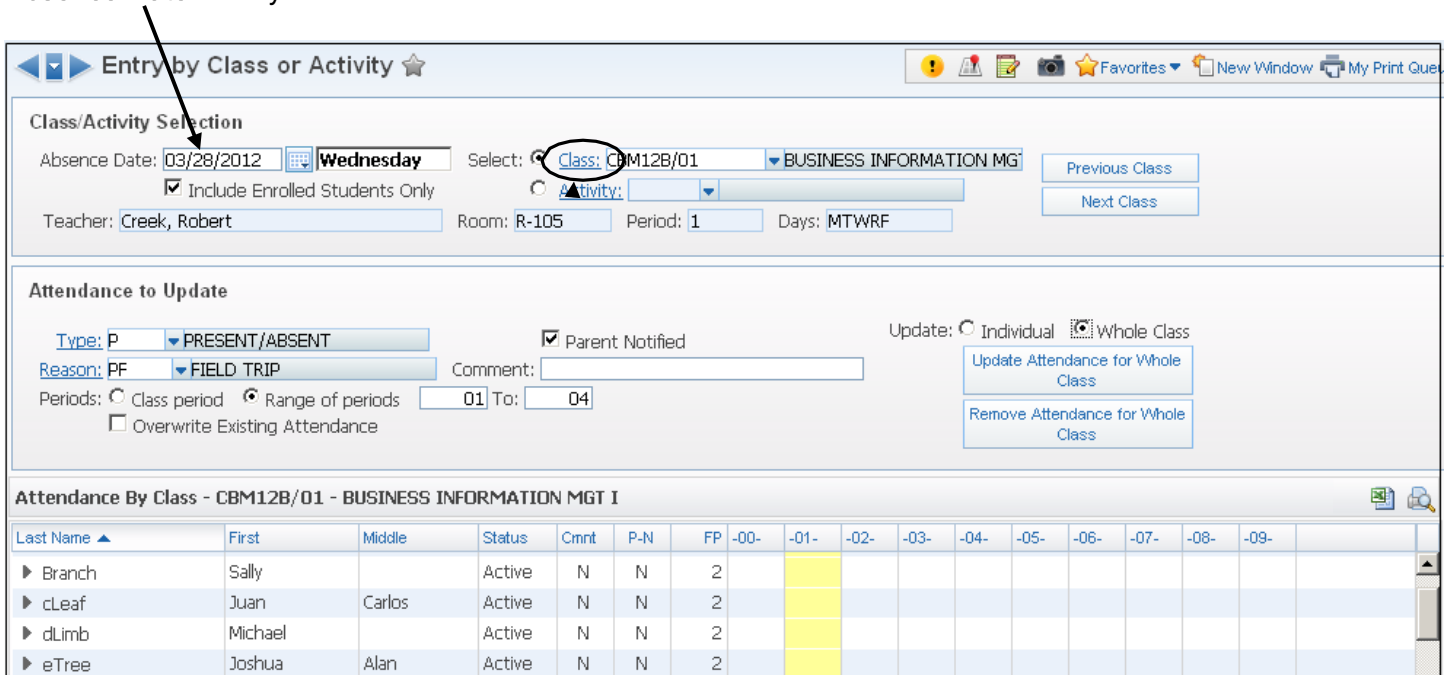 Entry by Class or Activity Favorites New Window My Print Queu
Class/Activity Selection
Absence Date: 03/28/2012 Wednesday Select: Class: CBM12B/01 BUSINESS INFORMATION MGT Previous Class
Include Enrolled Students Only Activity: Next Class
Teacher: Creek, Robert Room: R-105 Period: 1 Days: MTWRF
Attendance to Update
Type: P PRESENT/ABSENT Parent Notified Update: Individual Whole Class
Reason: PF FIELD TRIP Comment: Update Attendance for Whole Class
Periods: Class period Range of periods 01 To: 04 Remove Attendance for Whole Class
Overwrite Existing Attendance
Attendance By Class - CBM12B/01 - BUSINESS INFORMATION MGT I
Last Name First Middle Status Cmnt P-N FP -00- -01- -02- -03- -04- -05- -06- -07- -08- -09-
Branch Sally Active N N 2
cLeaf Juan Carlos Active N N 2
dLimb Michael Active N N 2
eTree Joshua Alan Active N N 2